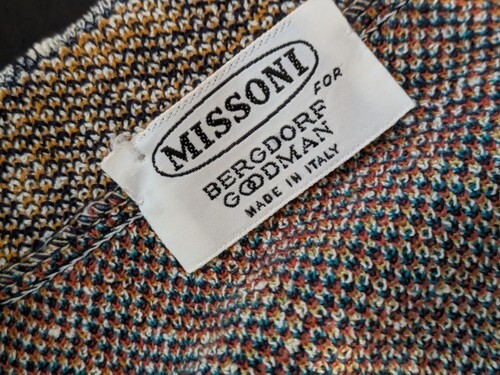 MISSONI
FOR
BERGDORF
GOODMAN
MADE IN ITALY